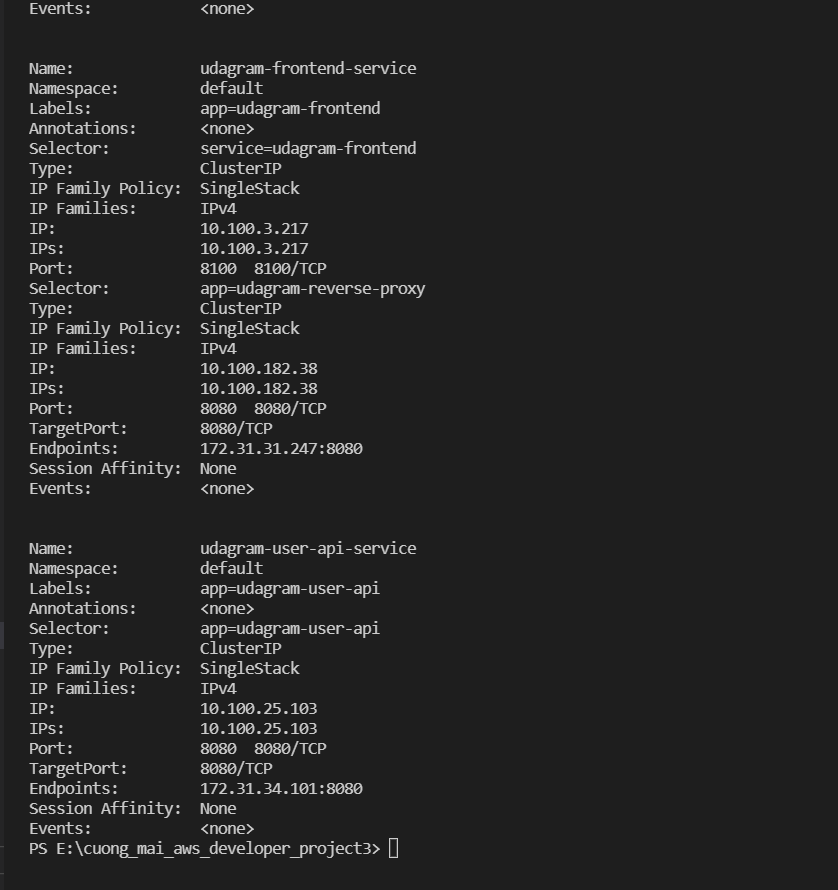 Events:            <none>
Name:              udagram-frontend-service
Namespace:         default
Labels:            app=udagram-frontend
Annotations:       <none>
Selector:          service=udagram-frontend
Type:              ClusterIP
IP Family Policy:  SingleStack
IP Families:       IPv4
IP:                10.100.3.217
IPs:               10.100.3.217
Port:              8100  8100/TCP
Selector:          app=udagram-reverse-proxy
Type:              ClusterIP
IP Family Policy:  SingleStack
IP Families:       IPv4
IP:                10.100.182.38
IPs:               10.100.182.38
Port:              8080  8080/TCP
TargetPort:        8080/TCP
Endpoints:         172.31.31.247:8080
Session Affinity:  None
Events:            <none>
Name:              udagram-user-api-service
Namespace:         default
Labels:            app=udagram-user-api
Annotations:       <none>
Selector:          app=udagram-user-api
Type:              ClusterIP
IP Family Policy:  SingleStack
IP Families:       IPv4
IP:                10.100.25.103
IPs:               10.100.25.103
Port:              8080  8080/TCP
TargetPort:        8080/TCP
Endpoints:         172.31.34.101:8080
Session Affinity:  None
Events:            <none>
PS E:\cuong_mai_aws_developer_project3>